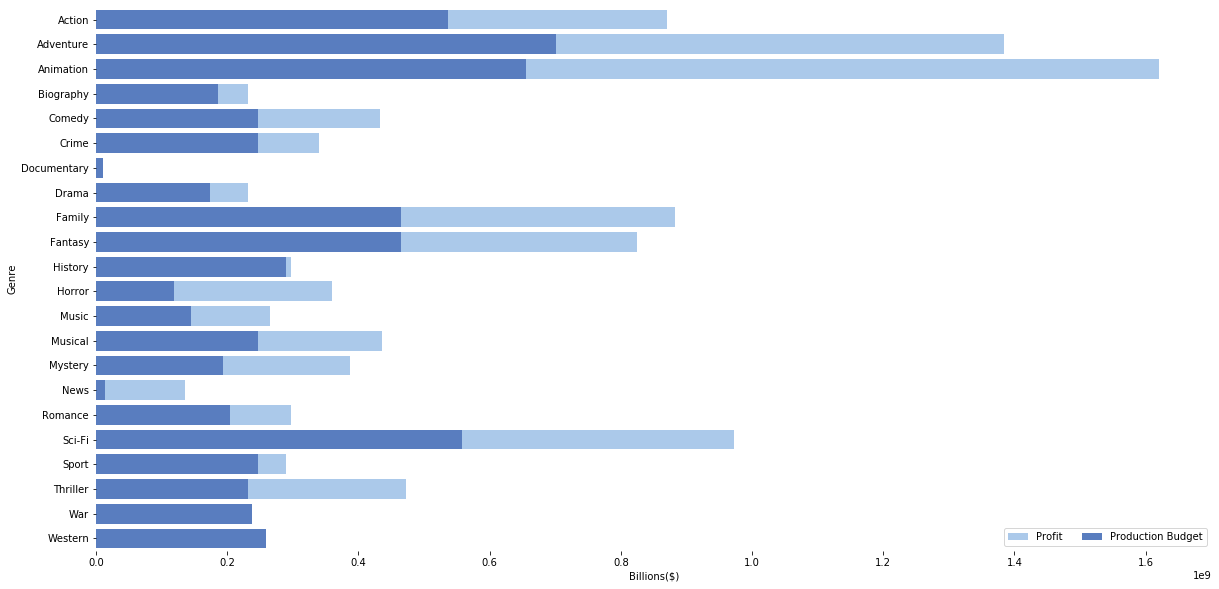 Action
Adventure
Animation
Biography
Comedy
Crime
Documentary
Drama
Family
Fantasy
History
Horror
Music
Musical
Mystery
News
Romance
Sci-Fi
Sport
Thriller
War
Western
Genre
Profit
Production Budget
0.0 0.2 0.4 0.6 0.8 1.0 1.2 1.4 1.6
Billions($)
1e9